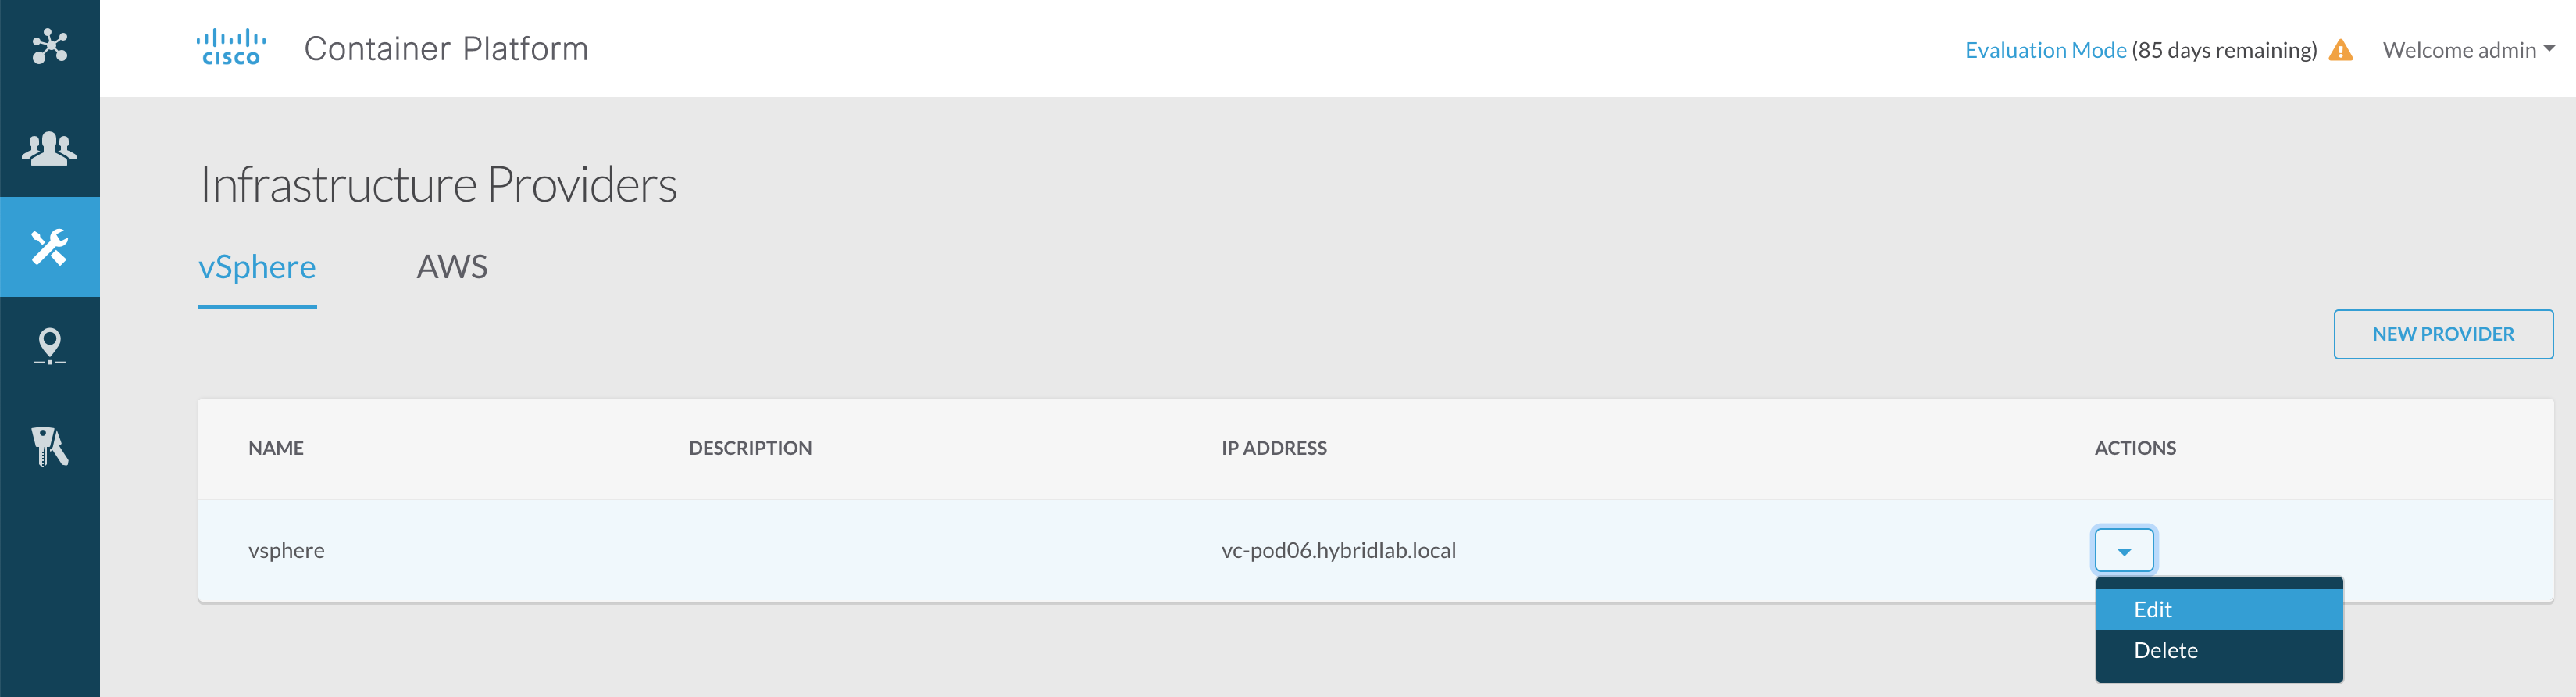 CISCO Container Platform Evaluation Mode (85 days remaining) Welcome admin
Infrastructure Providers
vSphere AWS
NEW PROVIDER
NAME DESCRIPTION IP ADDRESS ACTIONS
vsphere vc-pod06.hybridlab.local
Edit
Delete